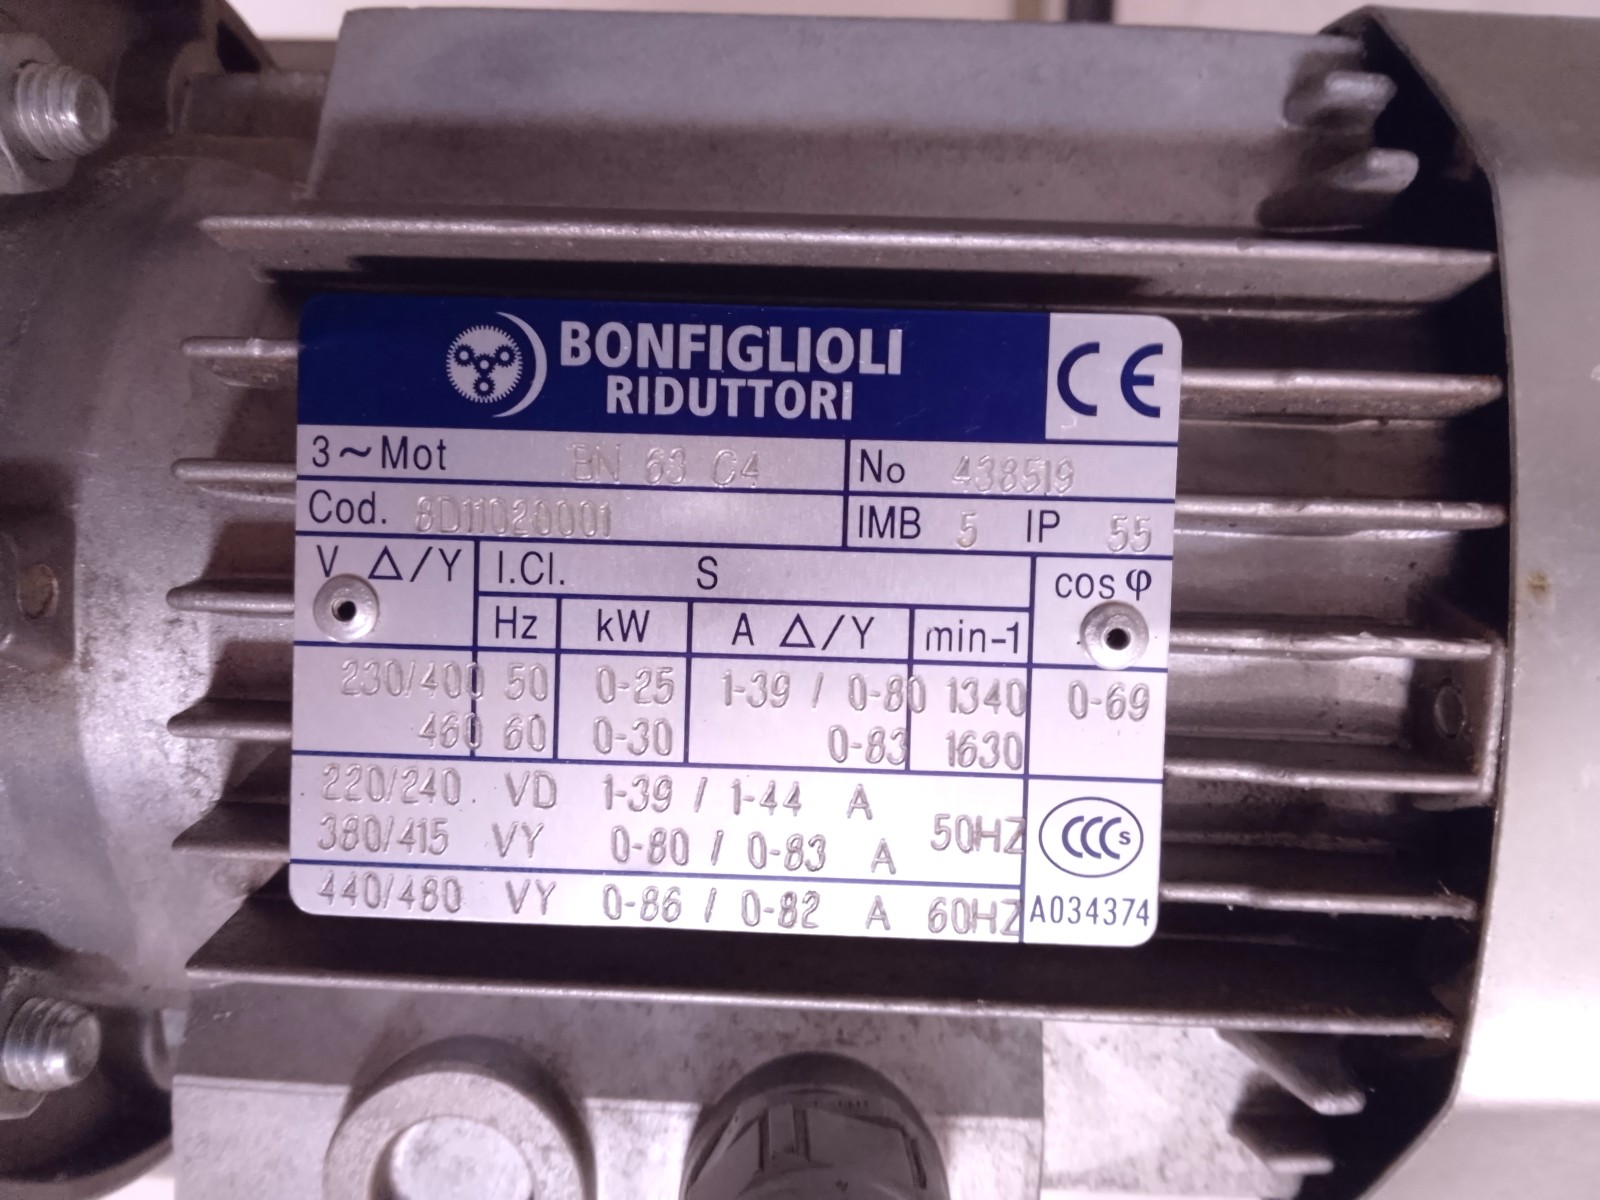 BONFIGLIOLI
RIDUTTORI
CE
3~Mot BN 63 C4 No 438519
Cod. 8D11020001 IMB 5 IP 55
V Δ/Y I.Cl. S cos φ
Hz kW A Δ/Y min-1
230/400 50 0-25 1-39 / 0-80 1340 0-69
460 60 0-30 0-83 1630
220/240 VD 1-39 / 1-44 A
50HZ
380/415 VY 0-80 / 0-83 A
440/480 VY 0-86 / 0-82 A 60HZ
CCC S
A034374